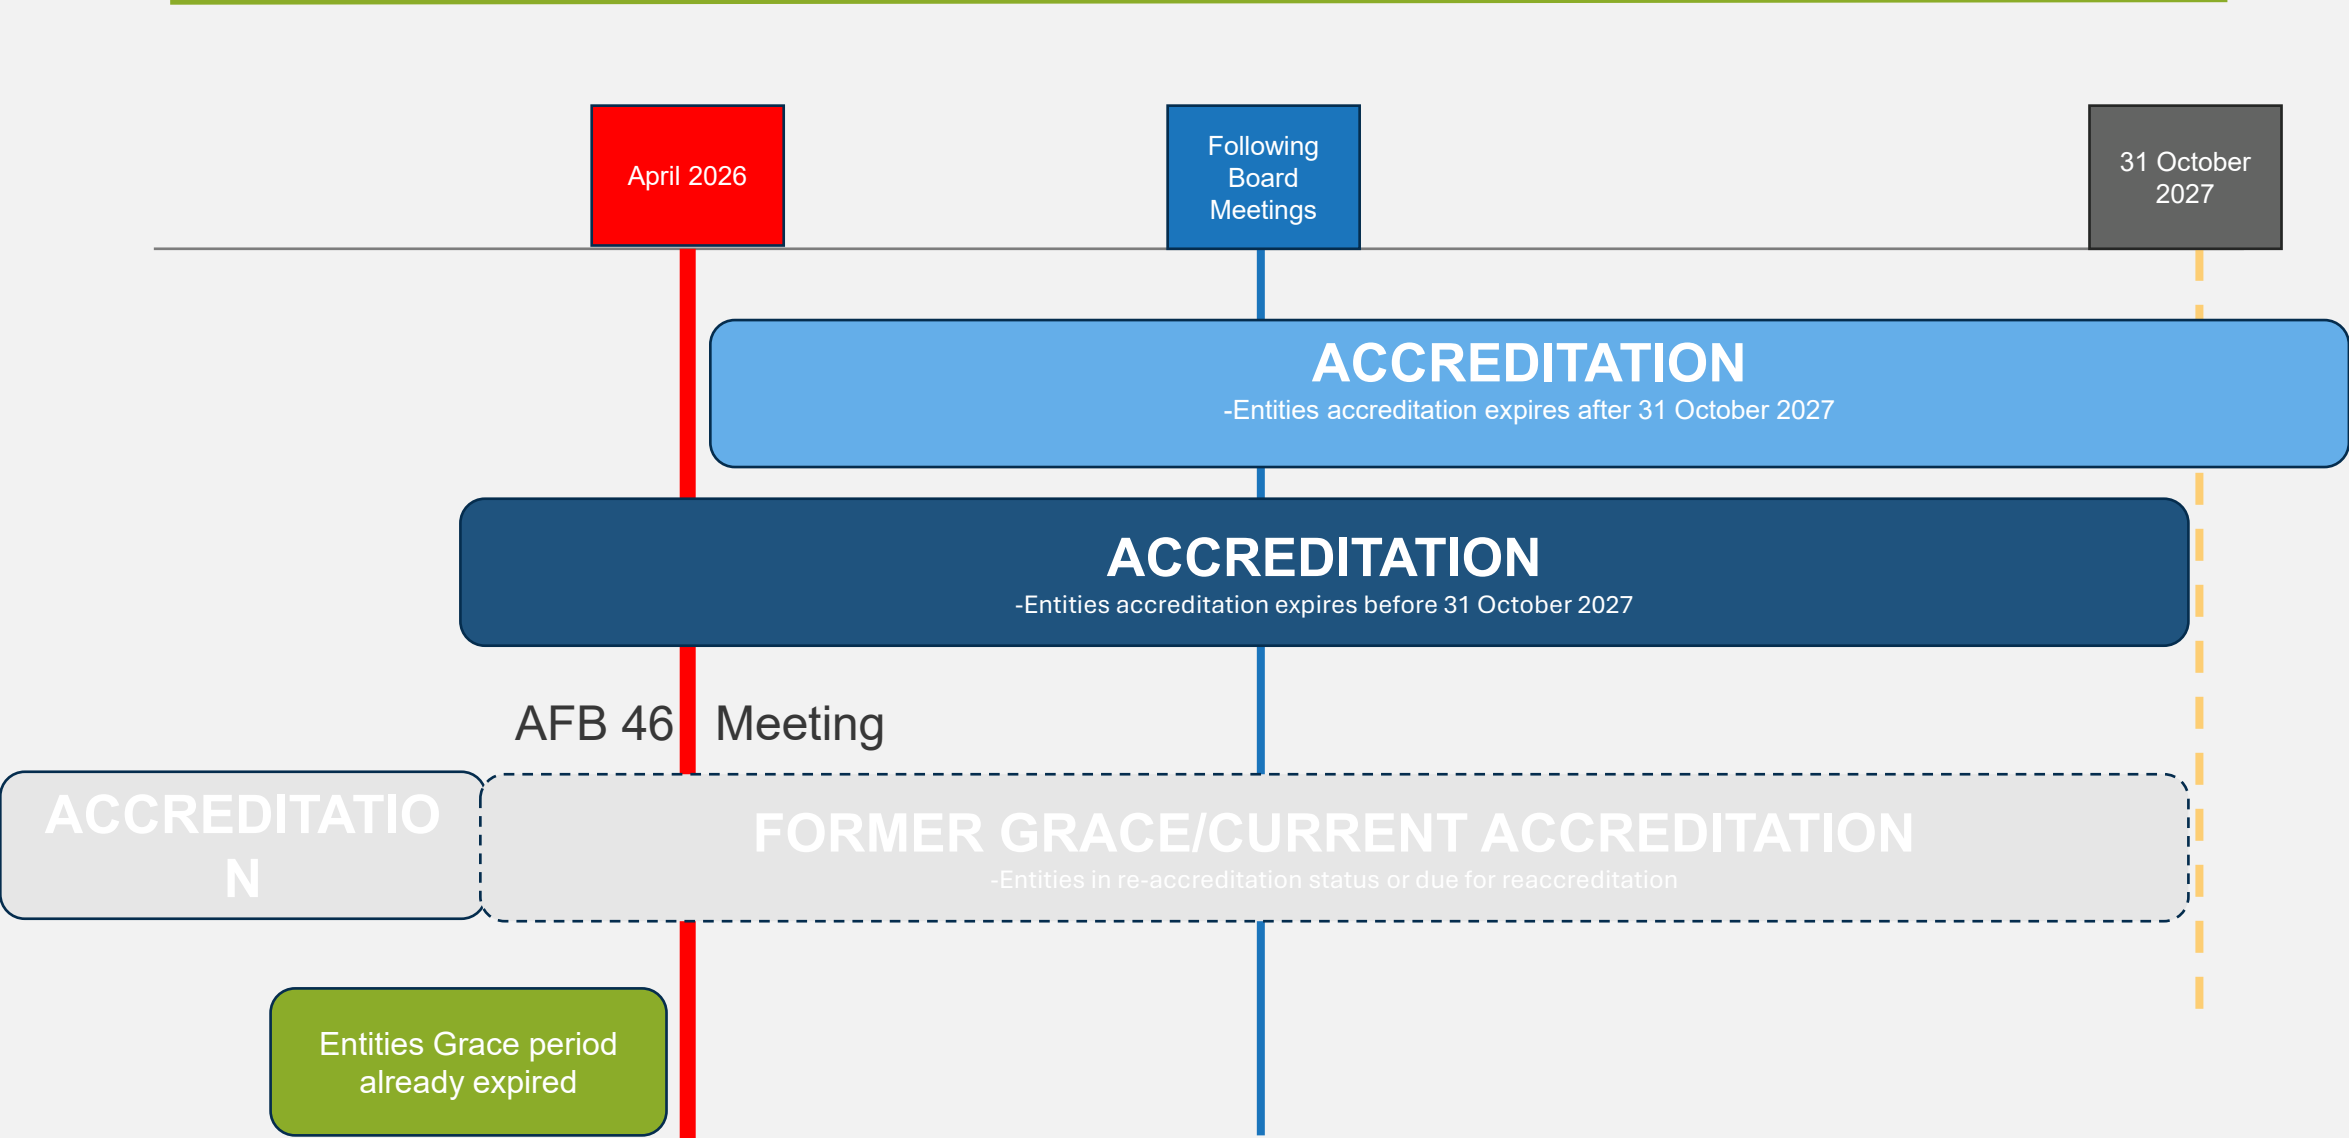 April 2026
Following
Board
Meetings
31 October
2027
ACCREDITATION
-Entities accreditation expires after 31 October 2027
ACCREDITATION
-Entities accreditation expires before 31 October 2027
AFB 46 Meeting
ACCREDITATIO
N
FORMER GRACE/CURRENT ACCREDITATION
-Entities in re-accreditation status or due for reaccreditation
Entities Grace period
already expired